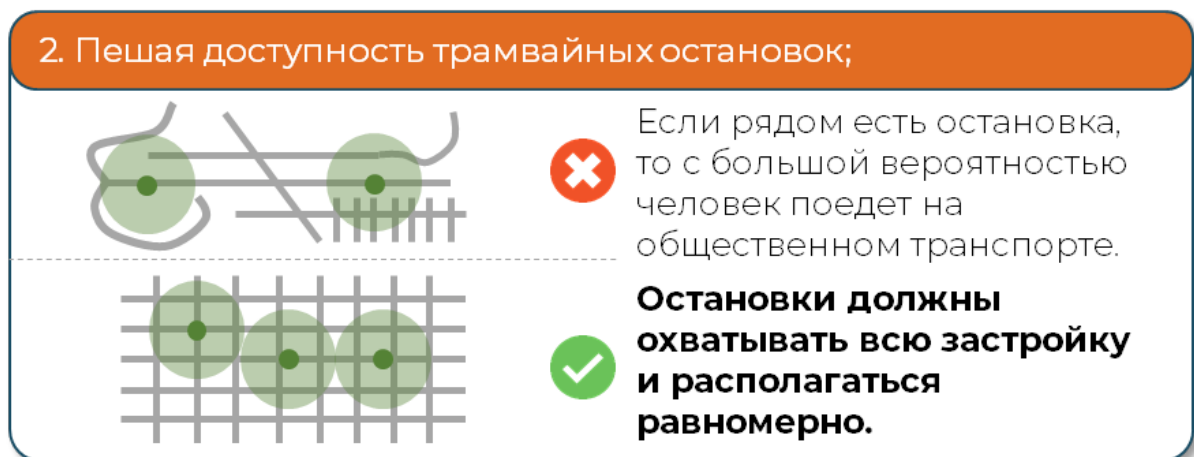 2. Пешая доступность трамвайных остановок;
Если рядом есть остановка,
то с большой вероятностью
человек поедет на
общественном транспорте.
Остановки должны
охватывать всю застройку
и располагаться
равномерно.